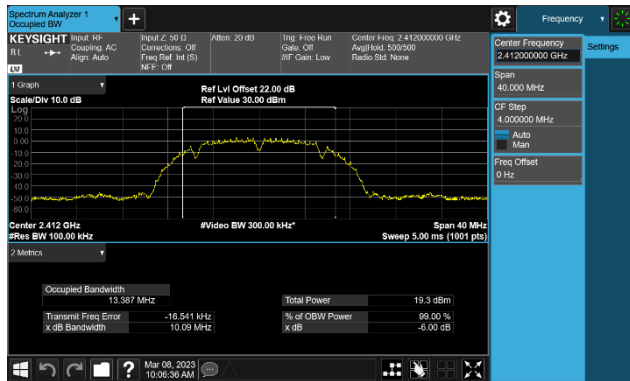 Spectrum Analyzer 1
Occupied BW
Frequency
KEYSIGHT Input: RF
R L
Coupling: AC
Align: Auto
LXI
Input Z: 50 Ω
Corrections: Off
Freq Ref: Int (S)
NFE: Off
Atten: 20 dB
Trig: Free Run
Gate: Off
#IF Gain: Low
Center Freq: 2.412000000 GHz
Avg|Hold: 500/500
Radio Std: None
Center Frequency
2.412000000 GHz
Settings
Span
40.000 MHz
CF Step
4.000000 MHz
Auto
Man
Freq Offset
0 Hz
1 Graph
Scale/Div 10.0 dB
Ref Lvl Offset 22.00 dB
Ref Value 30.00 dBm
Log
20.0
10.0
0.00
-10.0
-20.0
-30.0
-40.0
-50.0
-60.0
Center 2.412 GHz
#Res BW 100.00 kHz
#Video BW 300.00 kHz*
Span 40 MHz
Sweep 5.00 ms (1001 pts)
2 Metrics
Occupied Bandwidth
13.387 MHz
Total Power 19.3 dBm
Transmit Freq Error -16.541 kHz
% of OBW Power 99.00 %
x dB Bandwidth 10.09 MHz
x dB -6.00 dB
?
Mar 08, 2023
10:06:36 AM